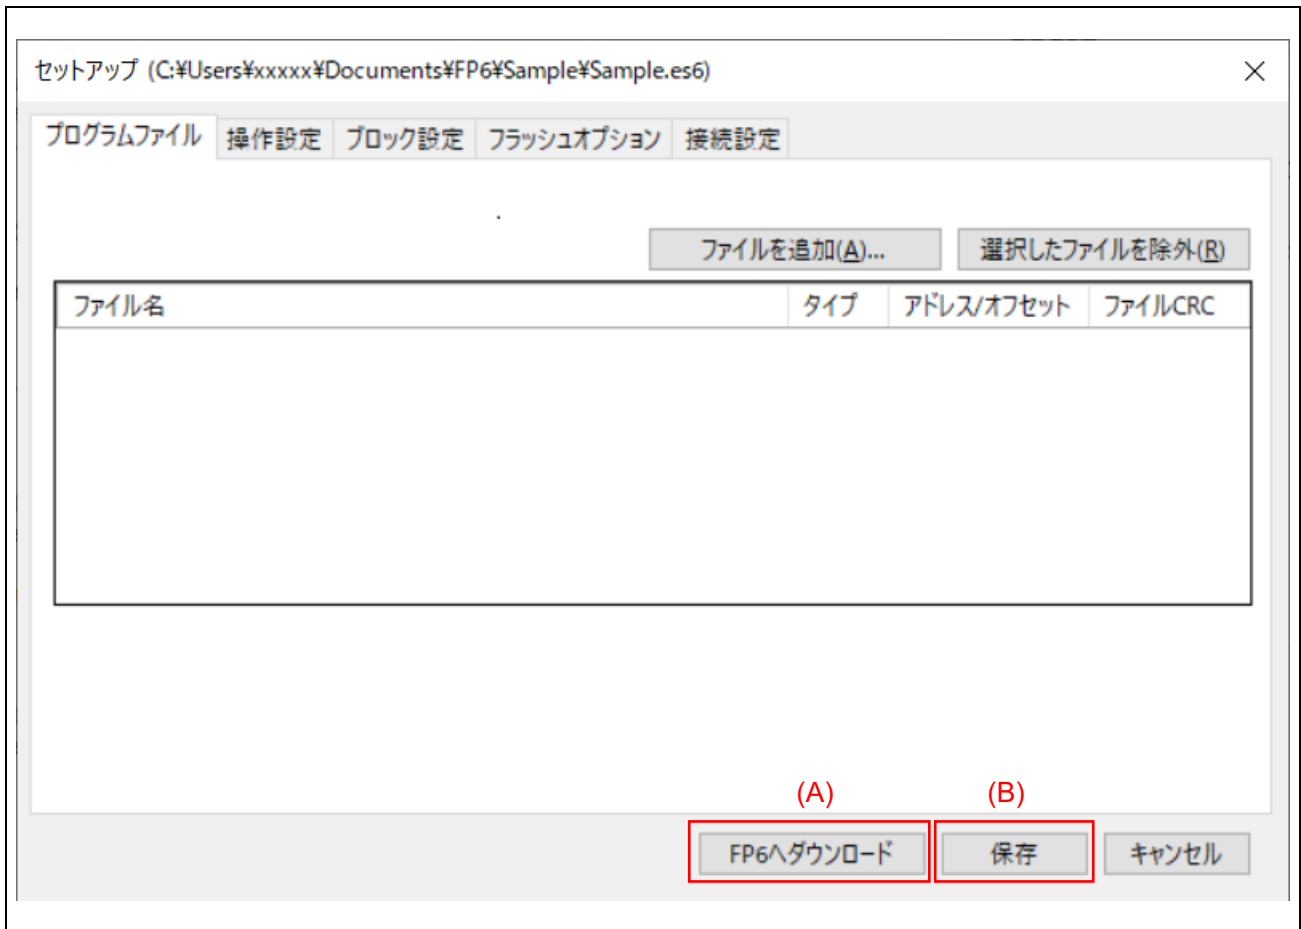 セットアップ (C:¥Users¥xxxxx¥Documents¥FP6¥Sample¥Sample.es6)
プログラムファイル 操作設定 ブロック設定 フラッシュオプション 接続設定
ファイルを追加(A)... 選択したファイルを除外(R)
ファイル名 タイプ アドレス/オフセット ファイルCRC
(A) (B)
FP6へダウンロード 保存 キャンセル